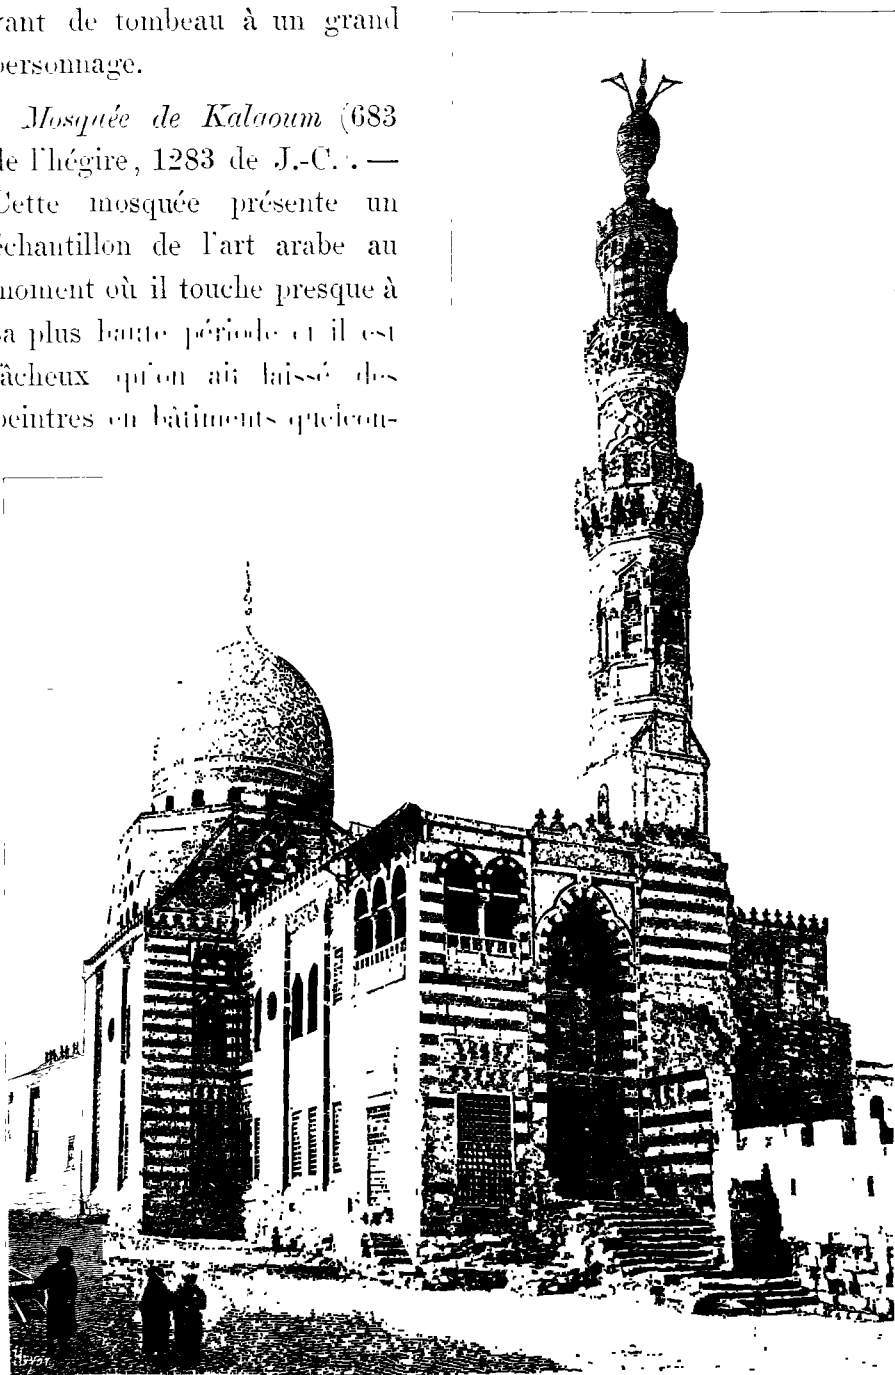 vant de tombeau à un grand
personnage.
Mosquée de Kalaoum (683
de l'hégire, 1283 de J.-C. . —
Cette mosquée présente un
échantillon de l'art arabe au
moment où il touche presque à
sa plus haute période et il est
fâcheux qu'on ait laissé des
peintres en bâtiments quelcon-